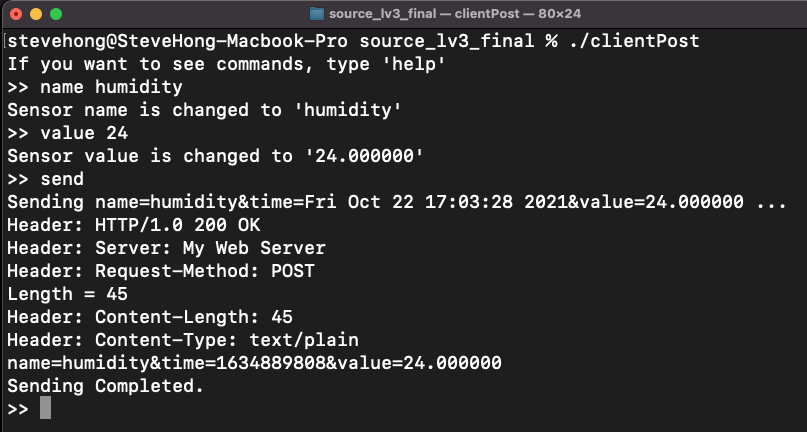 source_lv3_final — clientPost — 80×24
[stevehong@SteveHong-Macbook-Pro source_lv3_final % ./clientPost
If you want to see commands, type 'help'
>> name humidity
Sensor name is changed to 'humidity'
>> value 24
Sensor value is changed to '24.000000'
>> send
Sending name=humidity&time=Fri Oct 22 17:03:28 2021&value=24.000000 ...
Header: HTTP/1.0 200 OK
Header: Server: My Web Server
Header: Request-Method: POST
Length = 45
Header: Content-Length: 45
Header: Content-Type: text/plain
name=humidity&time=1634889808&value=24.000000
Sending Completed.
>>